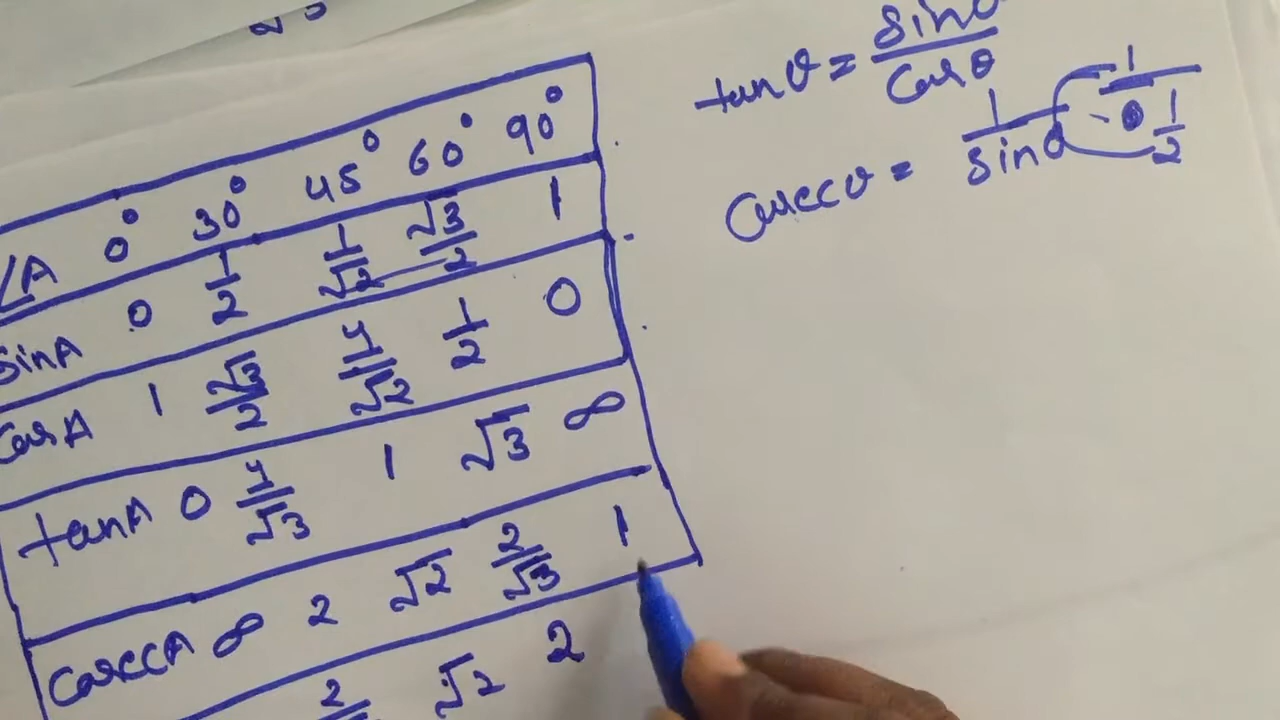 ∠A 0° 30° 45° 60° 90°
sinA 0 1/2 1/√2 √3/2 1
cosA 1 √3/2 1/√2 1/2 0
tanA 0 1/√3 1 √3 ∞
cosecA ∞ 2 √2 2/√3 1
2 √2 2
tanθ = sinθ/cosθ
cosecθ = 1/sinθ 1/0 1/2